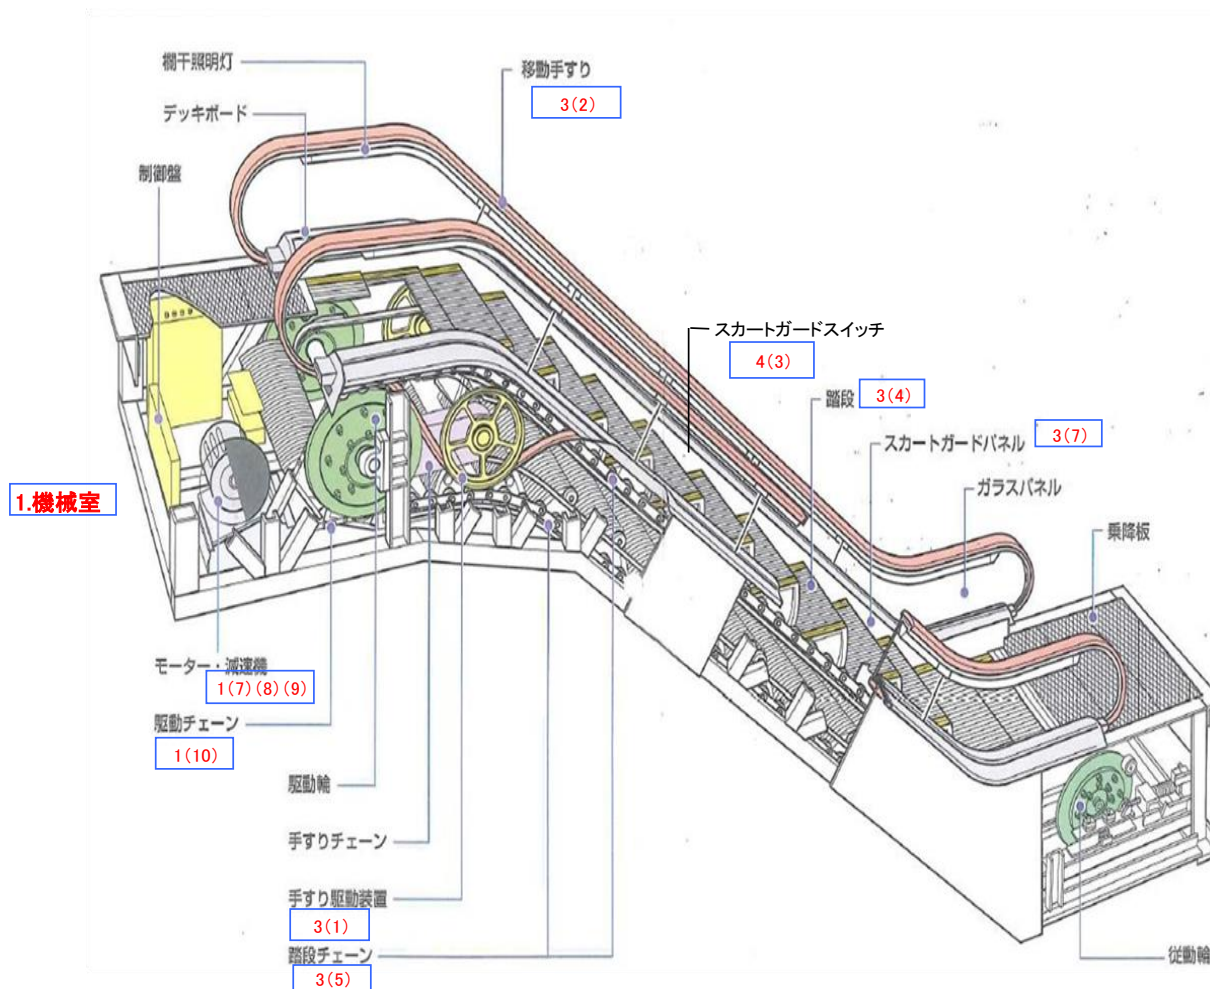 欄干照明灯
移動手すり
3(2)
デッキボード
制御盤
スカートガードスイッチ
4(3)
踏段
3(4)
スカートガードパネル
3(7)
ガラスパネル
1.機械室
乗降板
モーター・減速機
1(7)(8)(9)
駆動チェーン
1(10)
駆動輪
手すりチェーン
手すり駆動装置
3(1)
踏段チェーン
3(5)
従動輪